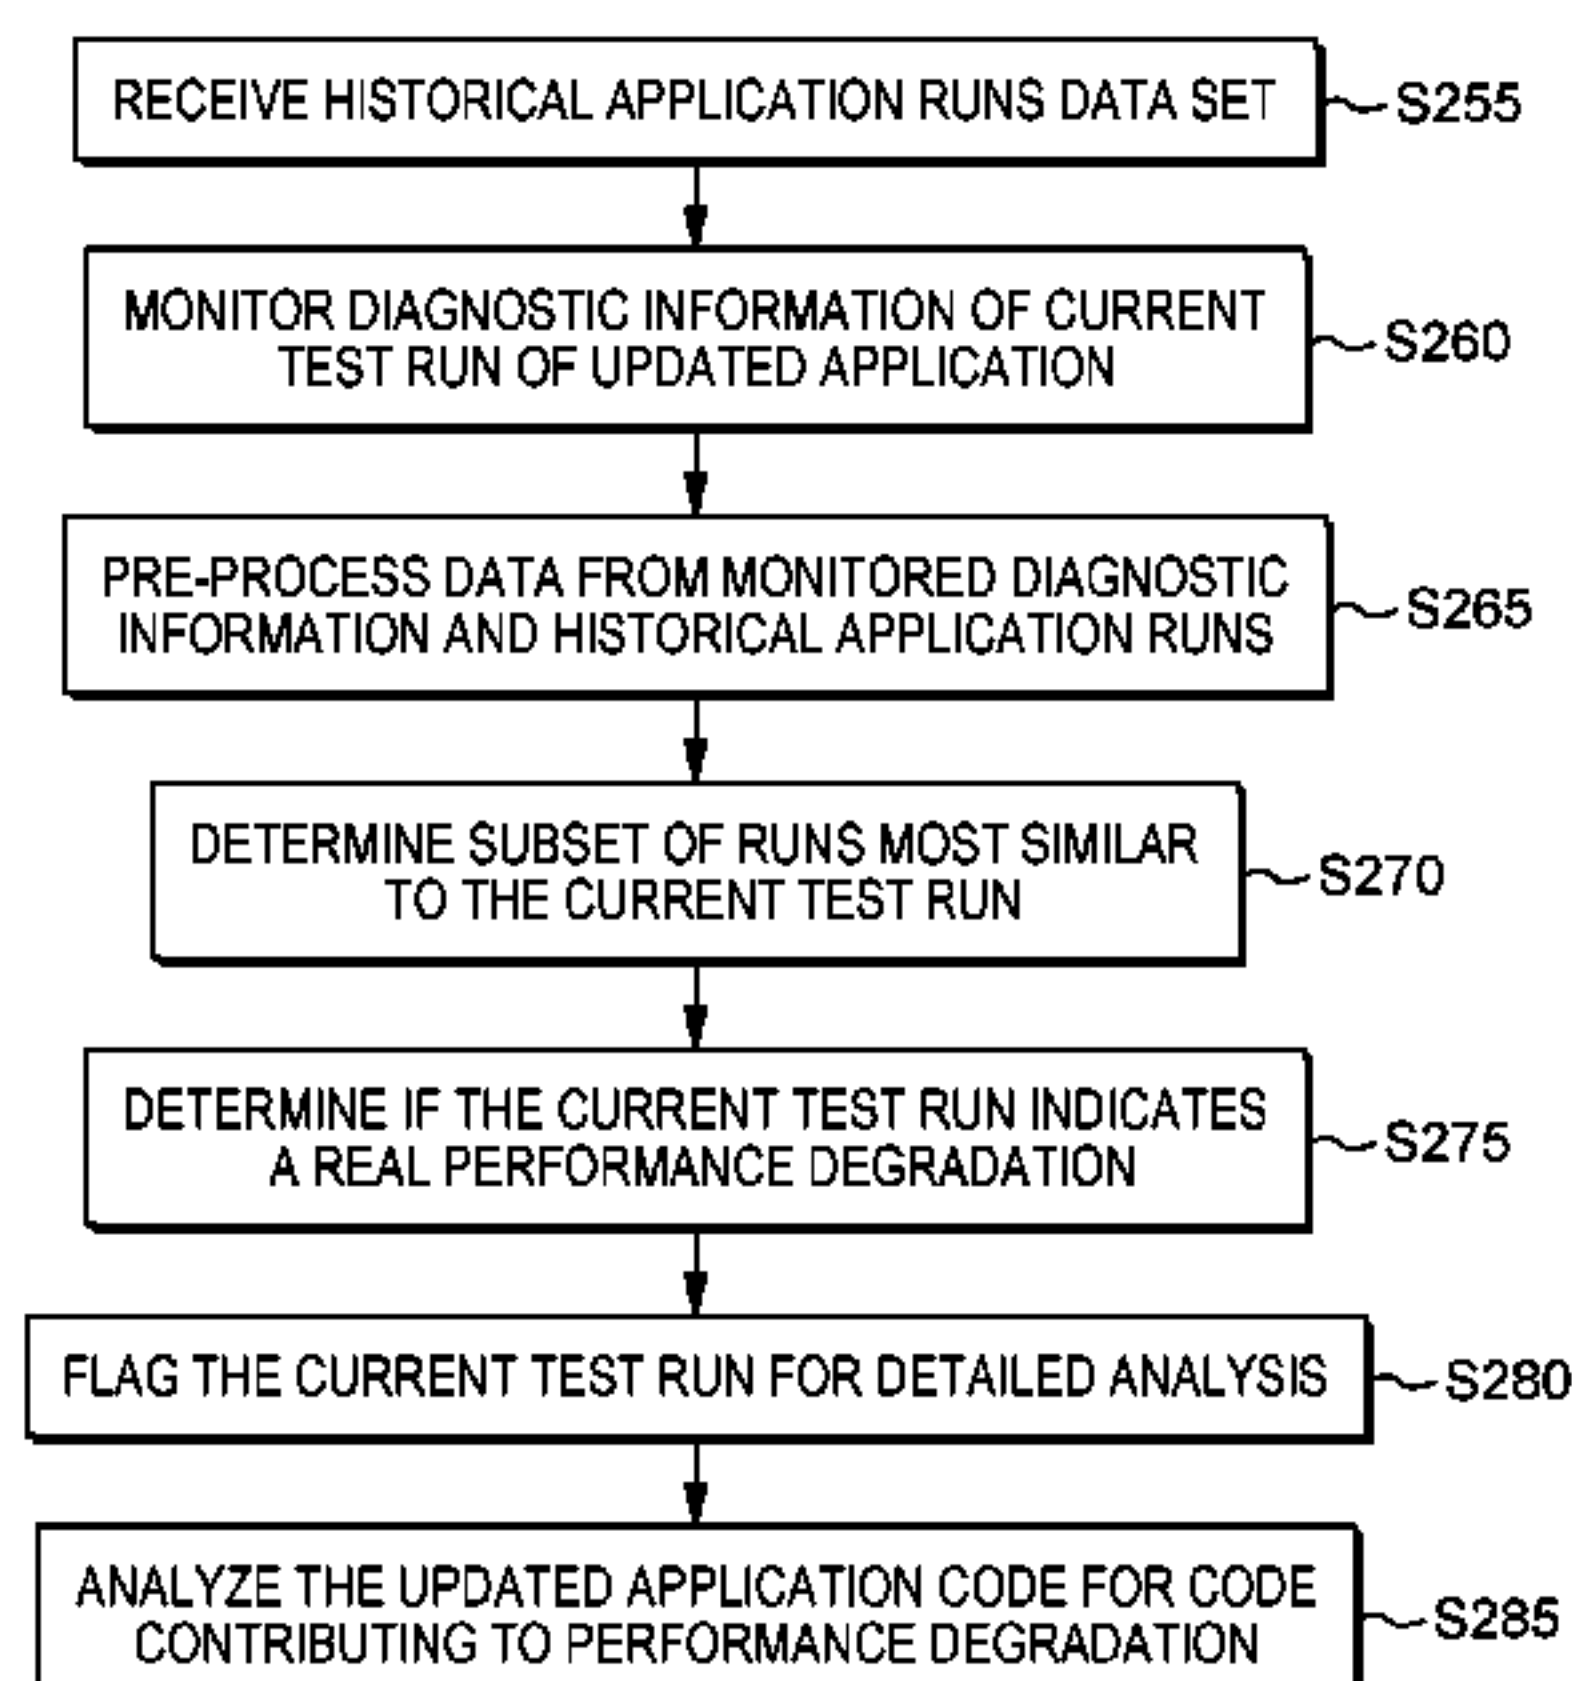 RECEIVE HISTORICAL APPLICATION RUNS DATA SET
S255
MONITOR DIAGNOSTIC INFORMATION OF CURRENT
TEST RUN OF UPDATED APPLICATION
S260
PRE-PROCESS DATA FROM MONITORED DIAGNOSTIC
INFORMATION AND HISTORICAL APPLICATION RUNS
S265
DETERMINE SUBSET OF RUNS MOST SIMILAR
TO THE CURRENT TEST RUN
S270
DETERMINE IF THE CURRENT TEST RUN INDICATES
A REAL PERFORMANCE DEGRADATION
S275
FLAG THE CURRENT TEST RUN FOR DETAILED ANALYSIS
S280
ANALYZE THE UPDATED APPLICATION CODE FOR CODE
CONTRIBUTING TO PERFORMANCE DEGRADATION
S285